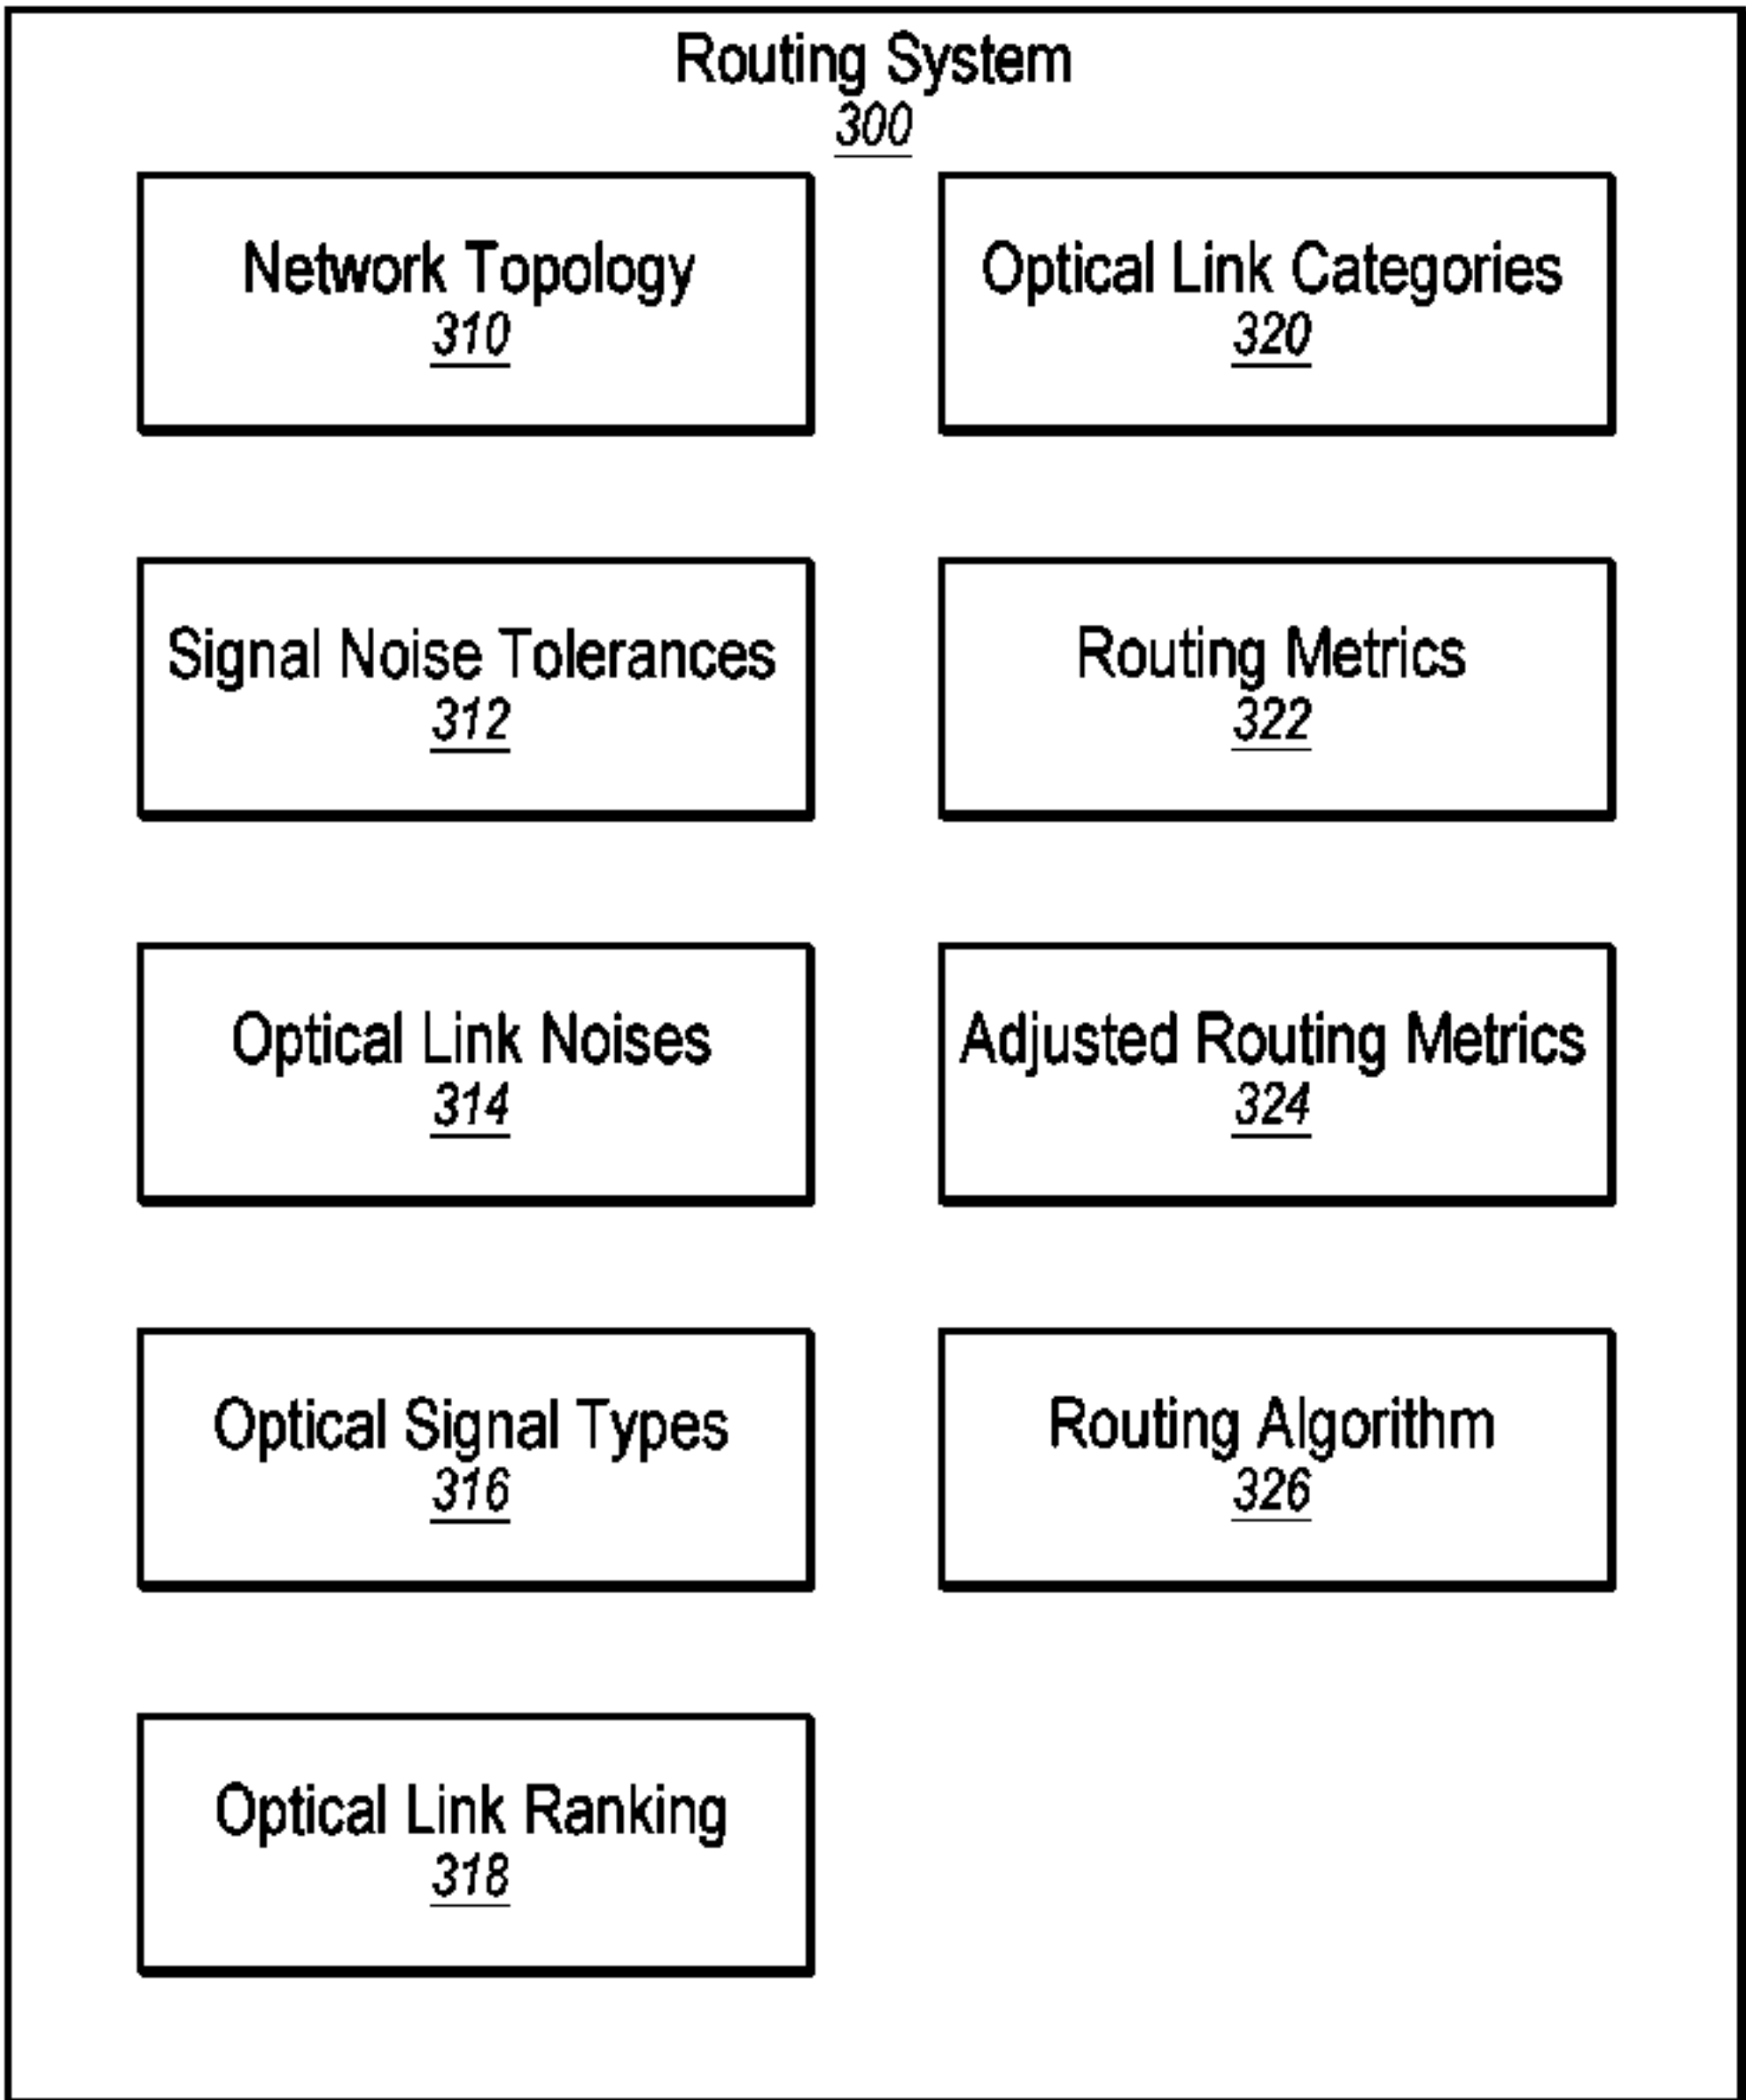 Routing System
300
Network Topology
310
Optical Link Categories
320
Signal Noise Tolerances
312
Routing Metrics
322
Optical Link Noises
314
Adjusted Routing Metrics
324
Optical Signal Types
316
Routing Algorithm
326
Optical Link Ranking
318